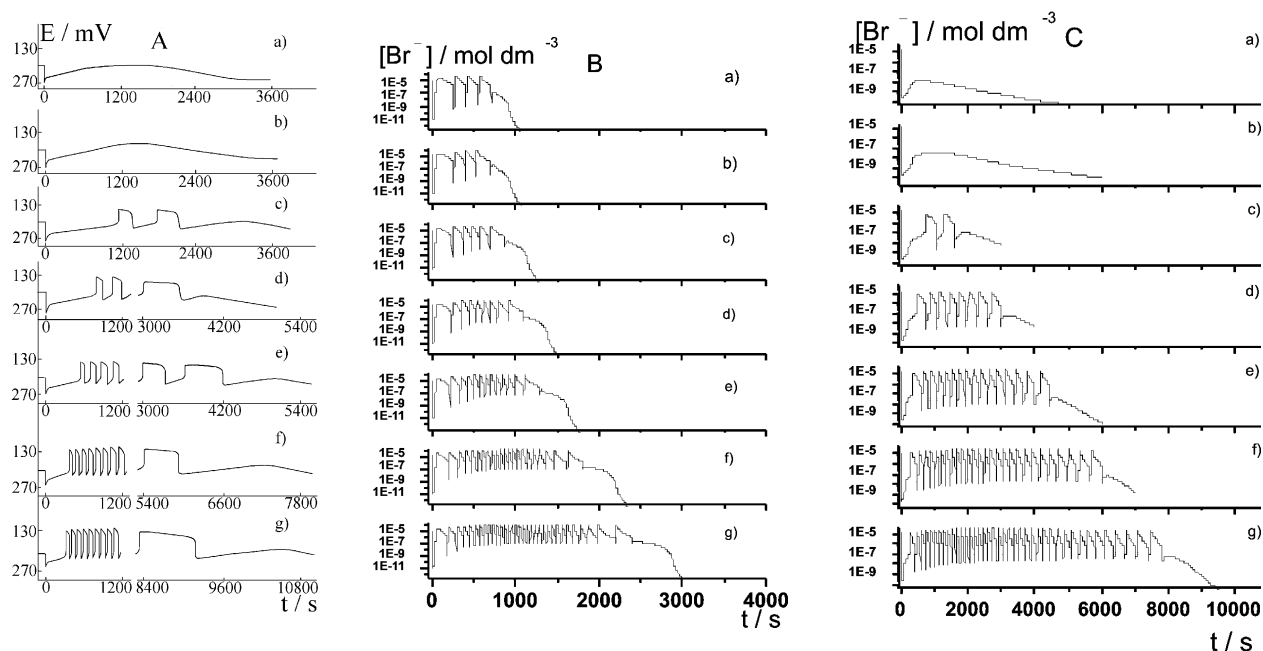 E / mV
A
a)
130
270
0 1200 2400 3600
b)
130
270
0 1200 2400 3600
c)
130
270
0 1200 2400 3600
d)
130
270
0 1200 3000 4200 5400
e)
130
270
0 1200 3000 4200 5400
f)
130
270
0 1200 5400 6600 7800
g)
130
270
0 1200 8400 9600 10800
t / s
[Br⁻] / mol dm⁻³
B
a)
1E-5
1E-7
1E-9
1E-11
b)
1E-5
1E-7
1E-9
1E-11
c)
1E-5
1E-7
1E-9
1E-11
d)
1E-5
1E-7
1E-9
1E-11
e)
1E-5
1E-7
1E-9
1E-11
f)
1E-5
1E-7
1E-9
1E-11
g)
1E-5
1E-7
1E-9
1E-11
0 1000 2000 3000 4000
t / s
[Br⁻] / mol dm⁻³
C
a)
1E-5
1E-7
1E-9
b)
1E-5
1E-9
c)
1E-5
1E-7
1E-9
d)
1E-5
1E-7
1E-9
e)
1E-5
1E-7
1E-9
f)
1E-5
1E-7
1E-9
g)
1E-5
1E-7
1E-9
0 2000 4000 6000 8000 10000
t / s